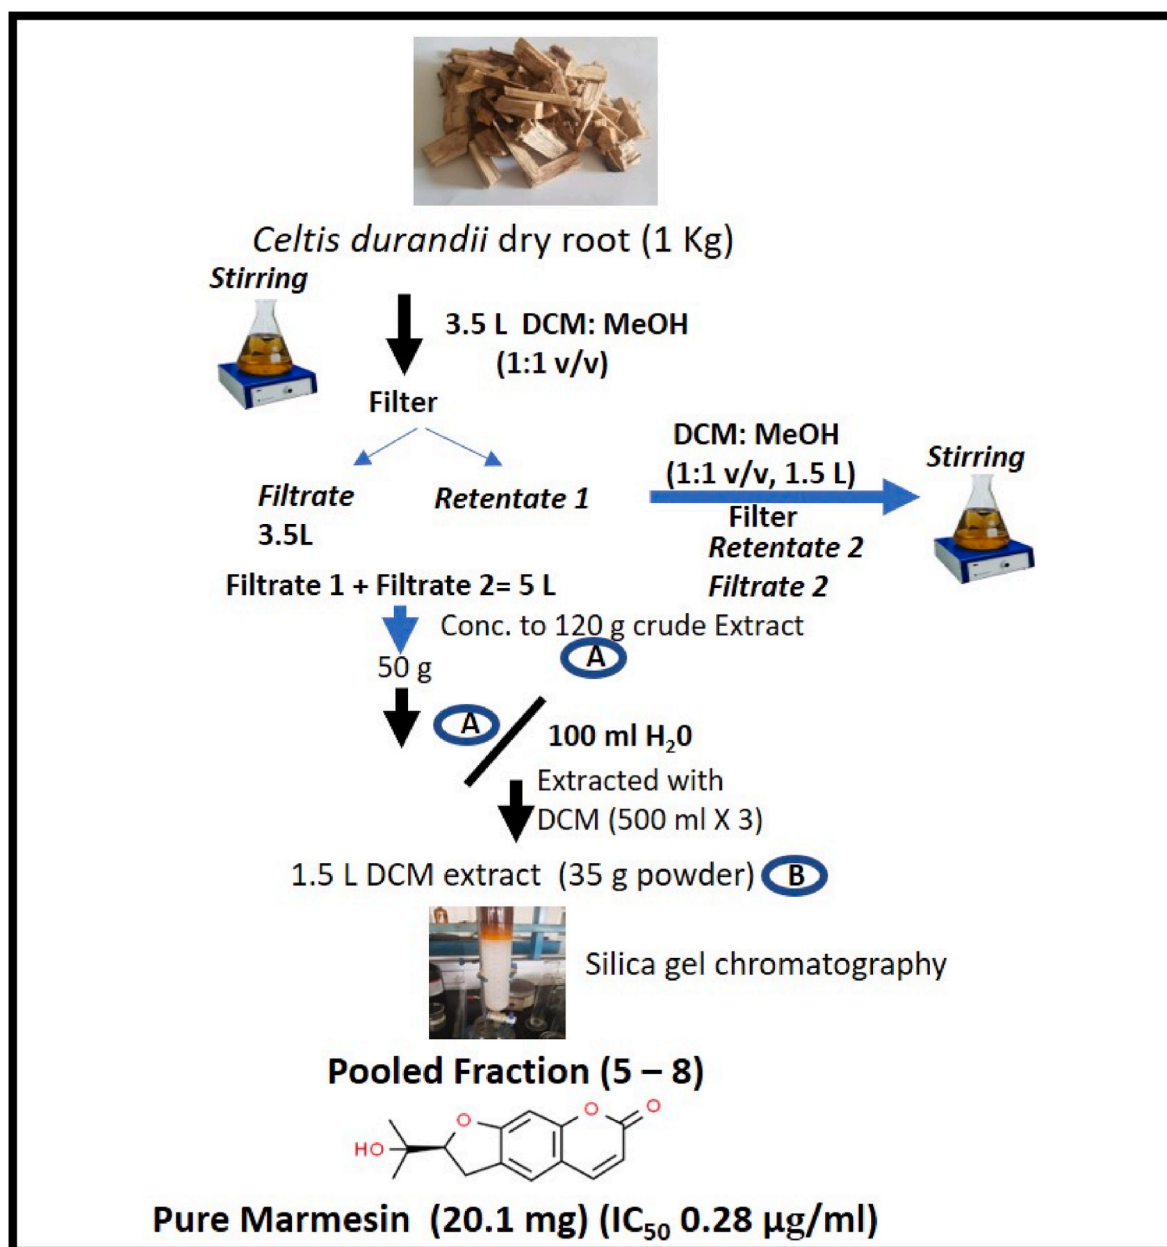 Celtis durandii dry root (1 Kg)
Stirring
3.5 L DCM: MeOH
(1:1 v/v)
Filter
Filtrate
3.5L
Retentate 1
DCM: MeOH
(1:1 v/v, 1.5 L)
Filter
Retentate 2
Filtrate 2
Stirring
Filtrate 1 + Filtrate 2= 5 L
Conc. to 120 g crude Extract
A
50 g
A
100 ml H₂0
Extracted with
DCM (500 ml X 3)
1.5 L DCM extract (35 g powder) B
Silica gel chromatography
Pooled Fraction (5 – 8)
HO
O
O
O
Pure Marmesin (20.1 mg) (IC₅₀ 0.28 µg/ml)